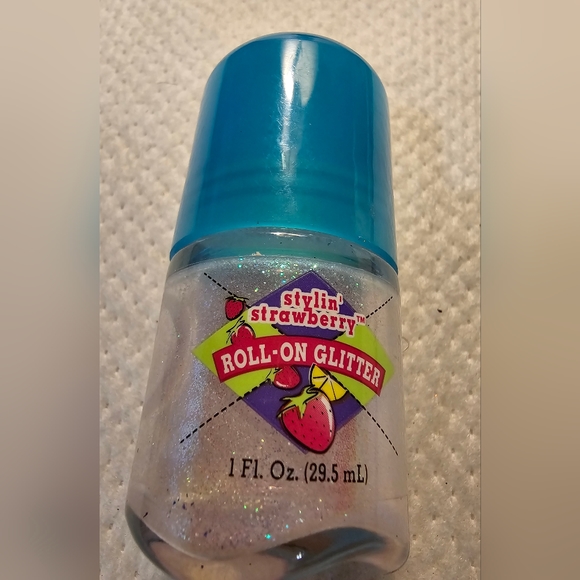 stylin'
strawberry™
ROLL-ON GLITTER
1 Fl. Oz. (29.5 mL)